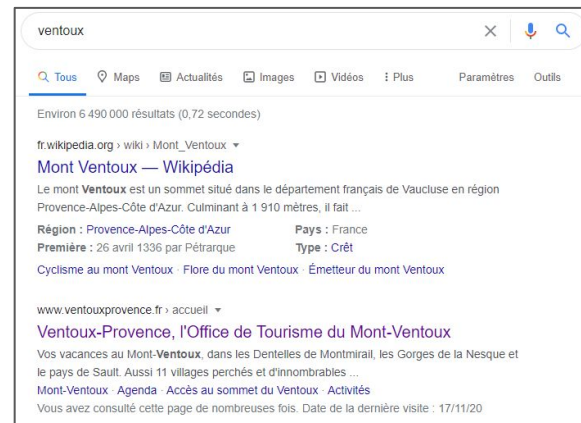 ventoux
Tous Maps Actualités Images Vidéos Plus Paramètres Outils
Environ 6 490 000 résultats (0,72 secondes)
fr.wikipedia.org › wiki › Mont_Ventoux
Mont Ventoux — Wikipédia
Le mont Ventoux est un sommet situé dans le département français de Vaucluse en région
Provence-Alpes-Côte d'Azur. Culminant à 1 910 mètres, il fait ...
Région : Provence-Alpes-Côte d'Azur Pays : France
Première : 26 avril 1336 par Pétrarque Type : Crêt
Cyclisme au mont Ventoux · Flore du mont Ventoux · Émetteur du mont Ventoux
www.ventouxprovence.fr › accueil
Ventoux-Provence, l'Office de Tourisme du Mont-Ventoux
Vos vacances au Mont-Ventoux, dans les Dentelles de Montmirail, les Gorges de la Nesque et
le pays de Sault. Aussi 11 villages perchés et d'innombrables ...
Mont-Ventoux · Agenda · Accès au sommet du Ventoux · Activités
Vous avez consulté cette page de nombreuses fois. Date de la dernière visite : 17/11/20